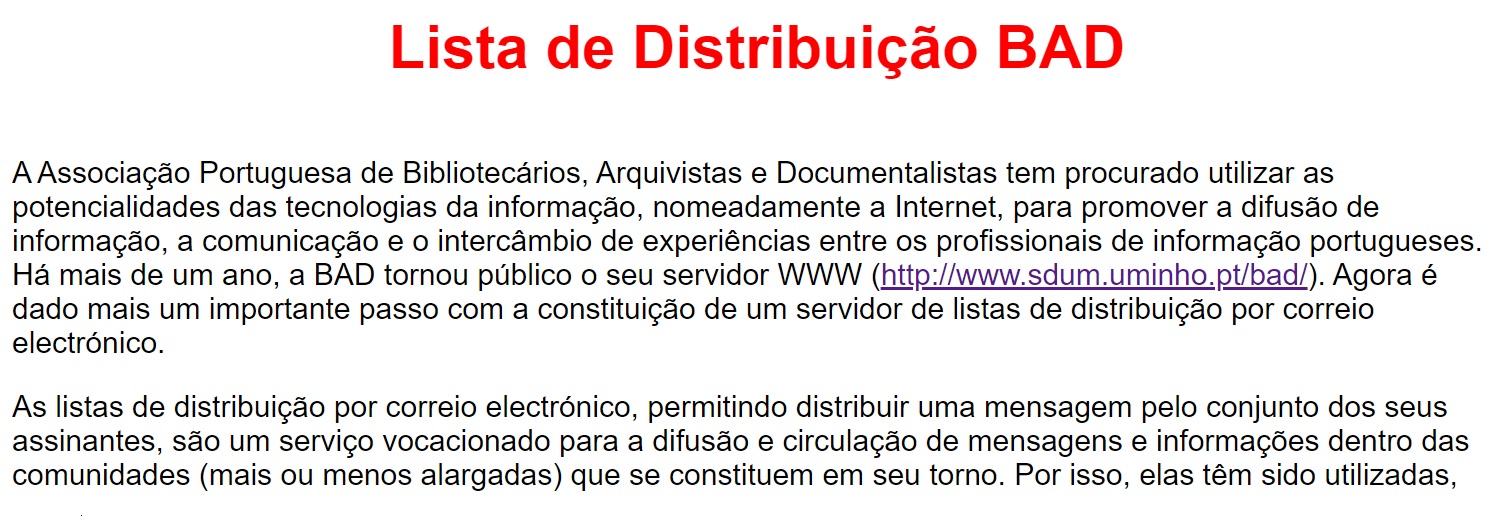 Lista de Distribuição BAD
A Associação Portuguesa de Bibliotecários, Arquivistas e Documentalistas tem procurado utilizar as
potencialidades das tecnologias da informação, nomeadamente a Internet, para promover a difusão de
informação, a comunicação e o intercâmbio de experiências entre os profissionais de informação portugueses.
Há mais de um ano, a BAD tornou público o seu servidor WWW (http://www.sdum.uminho.pt/bad/). Agora é
dado mais um importante passo com a constituição de um servidor de listas de distribuição por correio
electrónico.
As listas de distribuição por correio electrónico, permitindo distribuir uma mensagem pelo conjunto dos seus
assinantes, são um serviço vocacionado para a difusão e circulação de mensagens e informações dentro das
comunidades (mais ou menos alargadas) que se constituem em seu torno. Por isso, elas têm sido utilizadas,